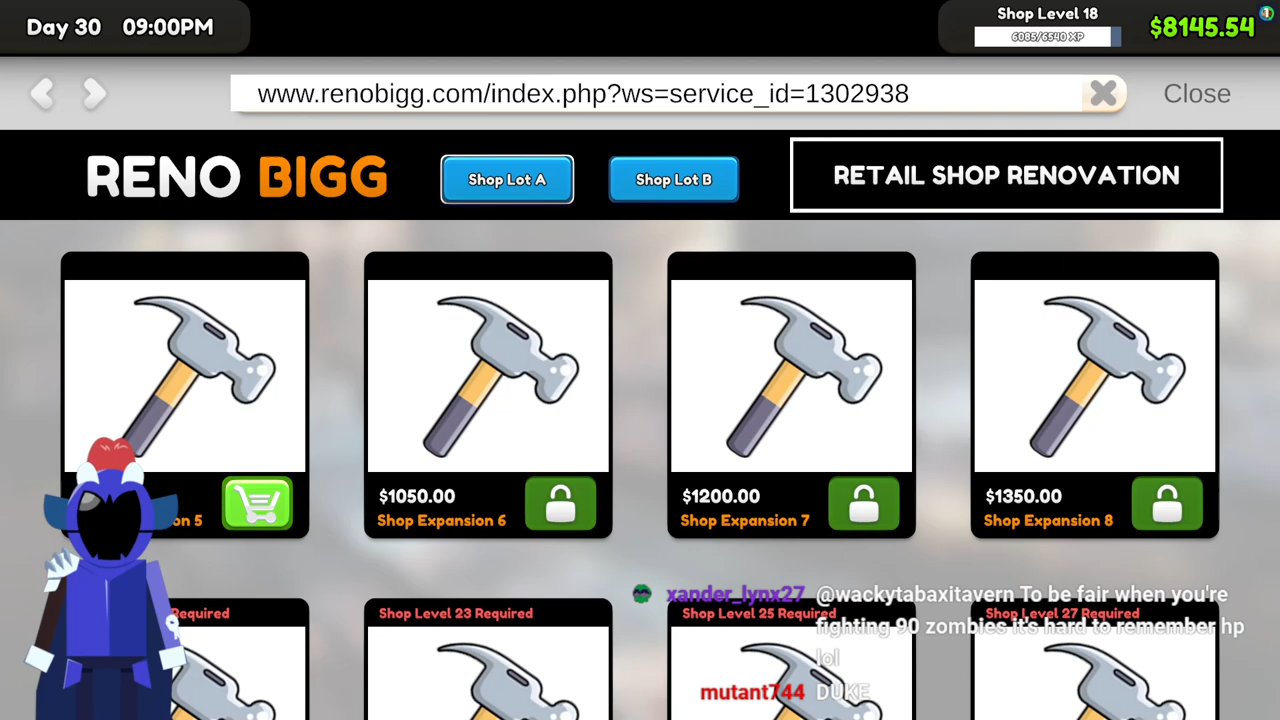 Day 30 09:00PM
Shop Level 18
6085/6540 XP
$8145.54
www.renobigg.com/index.php?ws=service_id=1302938
Close
RENO BIGG
Shop Lot A
Shop Lot B
RETAIL SHOP RENOVATION
on 5
$1050.00
Shop Expansion 6
$1200.00
Shop Expansion 7
$1350.00
Shop Expansion 8
Required
Shop Level 23 Required
Shop Level 25 Required
Shop Level 27 Required
xander_lynx27 @wackytabaxitavern To be fair when you're
fighting 90 zombies it's hard to remember hp
lol
mutant744 DUKE